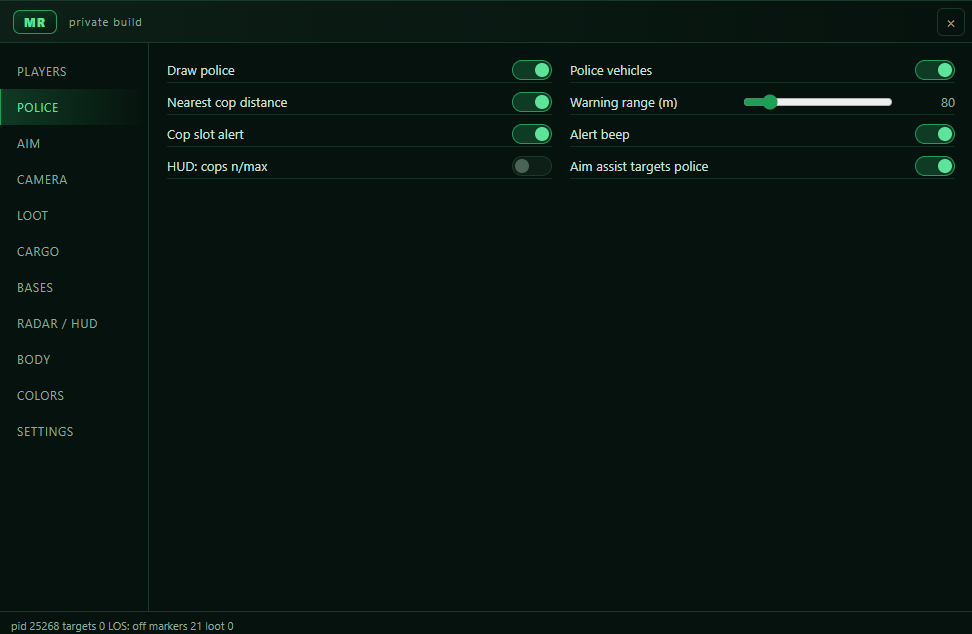 MR private build ×
PLAYERS
POLICE
AIM
CAMERA
LOOT
CARGO
BASES
RADAR / HUD
BODY
COLORS
SETTINGS
Draw police
Police vehicles
Nearest cop distance
Warning range (m) 80
Cop slot alert
Alert beep
HUD: cops n/max
Aim assist targets police
pid 25268 targets 0 LOS: off markers 21 loot 0